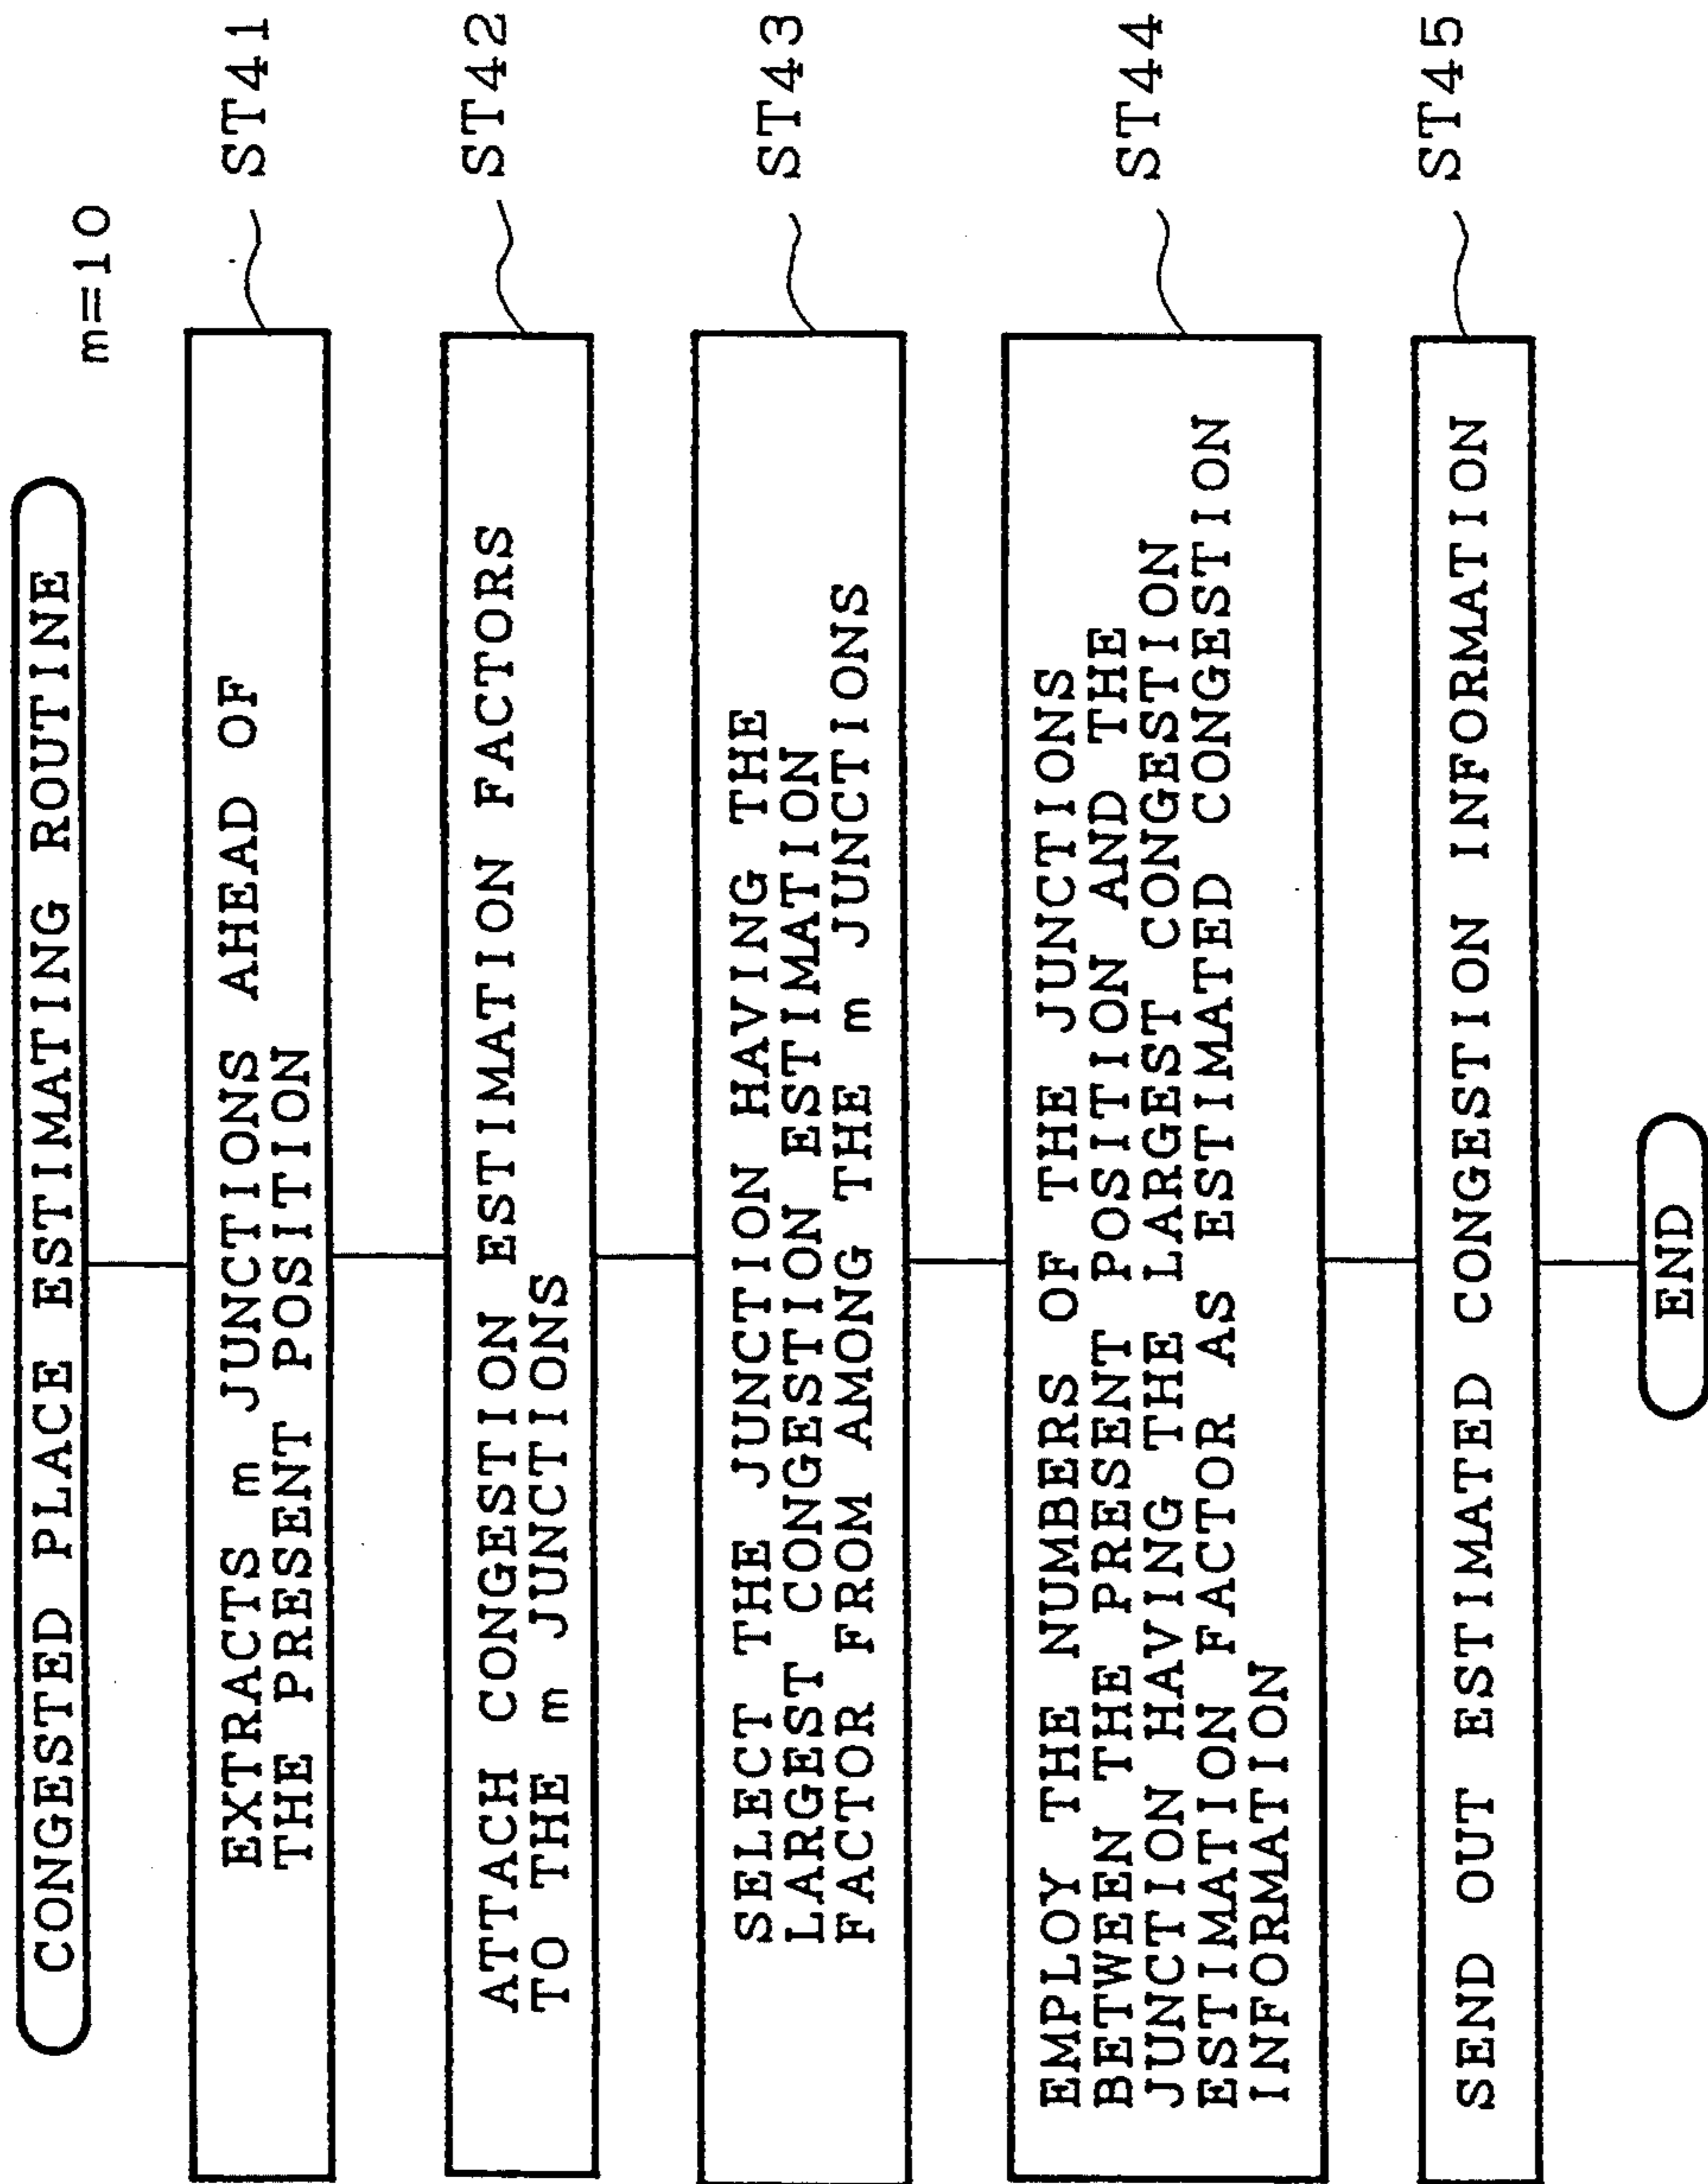 CONGESTED PLACE ESTIMATING ROUTINE
m=10
EXTRACTS m JUNCTIONS AHEAD OF
THE PRESENT POSITION
ST41
ATTACH CONGESTION ESTIMATION FACTORS
TO THE m JUNCTIONS
ST42
SELECT THE JUNCTION HAVING THE
LARGEST CONGESTION ESTIMATION
FACTOR FROM AMONG THE m JUNCTIONS
ST43
EMPLOY THE NUMBERS OF THE JUNCTIONS
BETWEEN THE PRESENT POSITION AND THE
JUNCTION HAVING THE LARGEST CONGESTION
ESTIMATION FACTOR AS ESTIMATED CONGESTION
INFORMATION
ST44
SEND OUT ESTIMATED CONGESTION INFORMATION
ST45
END